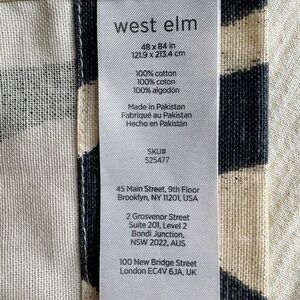 west elm
48 x 84 in
121.9 x 213.4 cm
100% cotton
100% coton
100% algodón
Made in Pakistan
Fabriqué au Pakistan
Hecho en Pakistán
SKU#
525477
45 Main Street, 9th Floor
Brooklyn, NY 11201, USA
2 Grosvenor Street
Suite 201, Level 2
Bondi Junction,
NSW 2022, AUS
100 New Bridge Street
London EC4V 6JA, UK